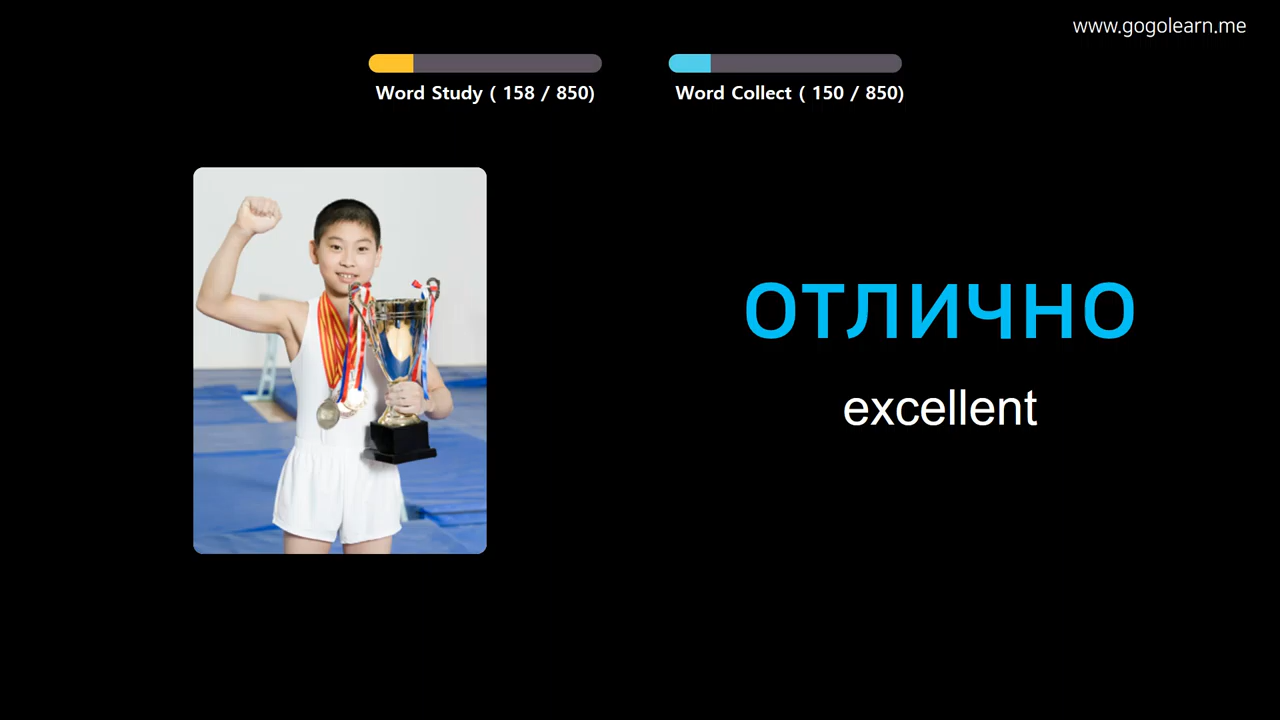 www.gogolearn.me
Word Study ( 158 / 850)
Word Collect ( 150 / 850)
отлично
excellent